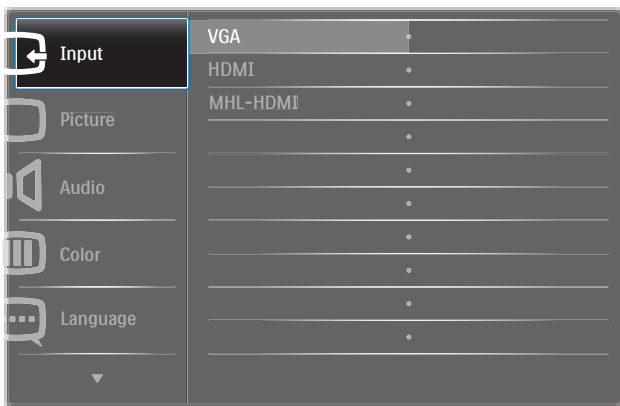 Input
Picture
Audio
Color
Language
VGA
HDMI
MHL-HDMI